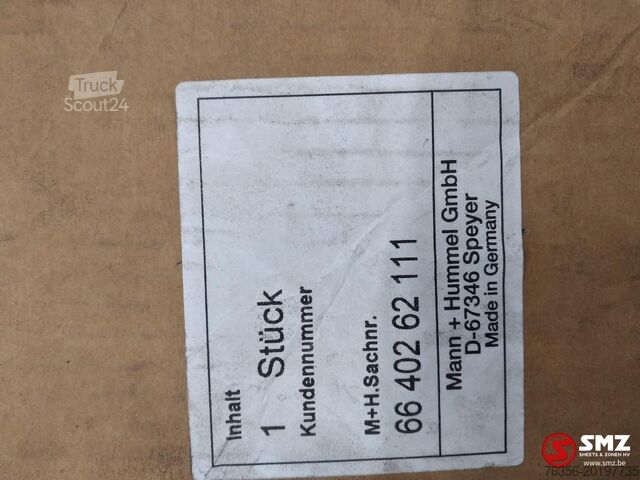 Truck
Scout24
Inhalt
1 Stück
Kundennummer
M+H.Sachnr.
66 402 62 111
Mann + Hummel GmbH
D-67346 Speyer
Made in Germany
SMZ
SHEETS & ZONEN NV
www.smz.be
76356-20197735